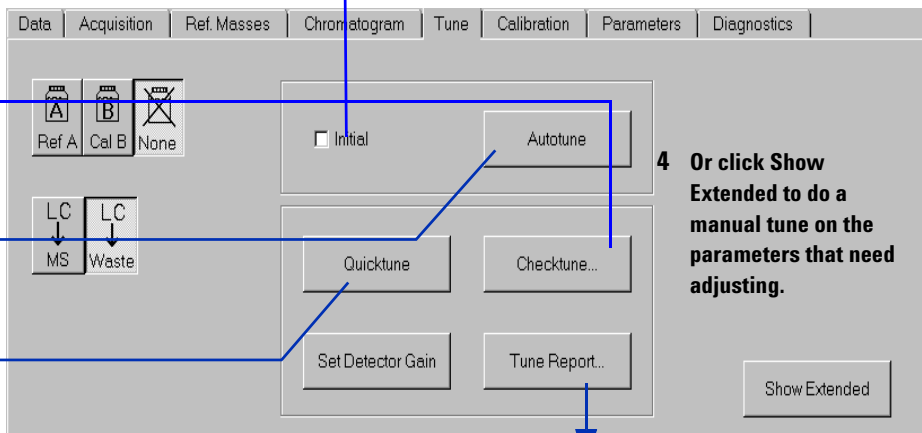 Data Acquisition Ref. Masses Chromatogram Tune Calibration Parameters Diagnostics
A B
Ref A Cal B None
Initial
Autotune
4 Or click Show
Extended to do a
manual tune on the
parameters that need
adjusting.
LC LC
MS Waste
Quicktune
Checktune...
Set Detector Gain
Tune Report...
Show Extended